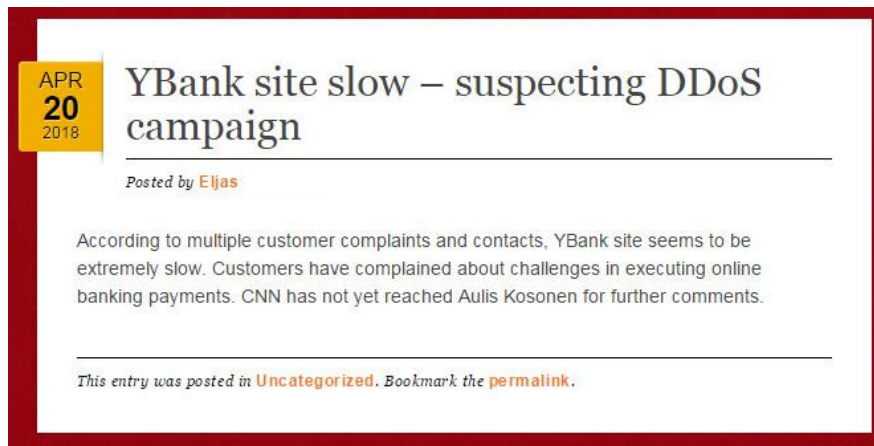 APR
20
2018
YBank site slow – suspecting DDoS
campaign
Posted by Eljas
According to multiple customer complaints and contacts, YBank site seems to be
extremely slow. Customers have complained about challenges in executing online
banking payments. CNN has not yet reached Aulis Kosonen for further comments.
This entry was posted in Uncategorized. Bookmark the permalink.